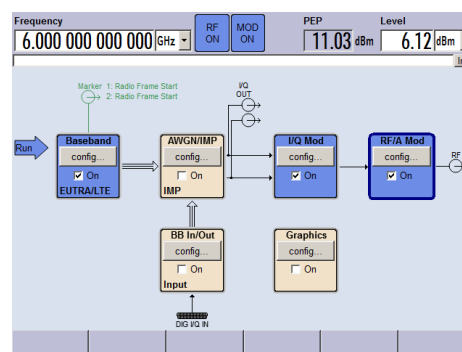 Frequency
PEP
Level
6.000 000 000 000 GHz
RF ON
MOD ON
11.03 dBm
6.12 dBm
Marker 1: Radio Frame Start
2: Radio Frame Start
I/Q OUT
Run
Baseband
config...
On
EUTRA/LTE
AWGN/IMP
config...
On
IMP
I/Q Mod
config...
On
RF/A Mod
config...
On
RF
BB In/Out
config...
On
Input
Graphics
config...
On
DIG I/Q IN